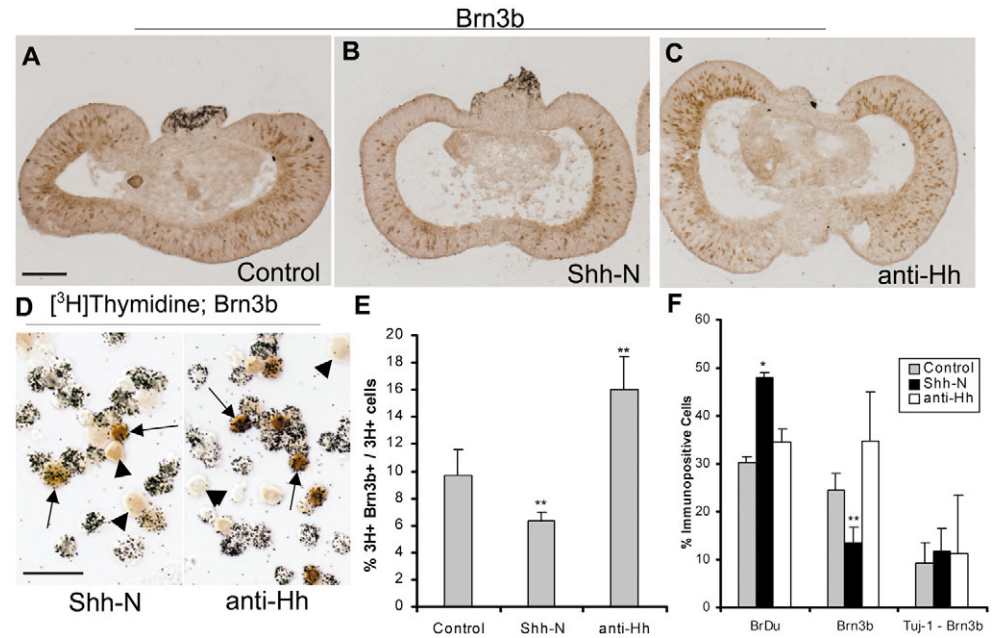 Brn3b
A
B
C
Control
Shh-N
anti-Hh
D [³H]Thymidine; Brn3b
Shh-N
anti-Hh
E
% 3H+ Brn3b+ / 3H+ cells
20
18
16
14
12
10
8
6
4
2
0
**
**
Control Shh-N anti-Hh
F
% Immunopositive Cells
60
50
40
30
20
10
0
*
**
Control
Shh-N
anti-Hh
BrDu Brn3b Tuj-1 - Brn3b